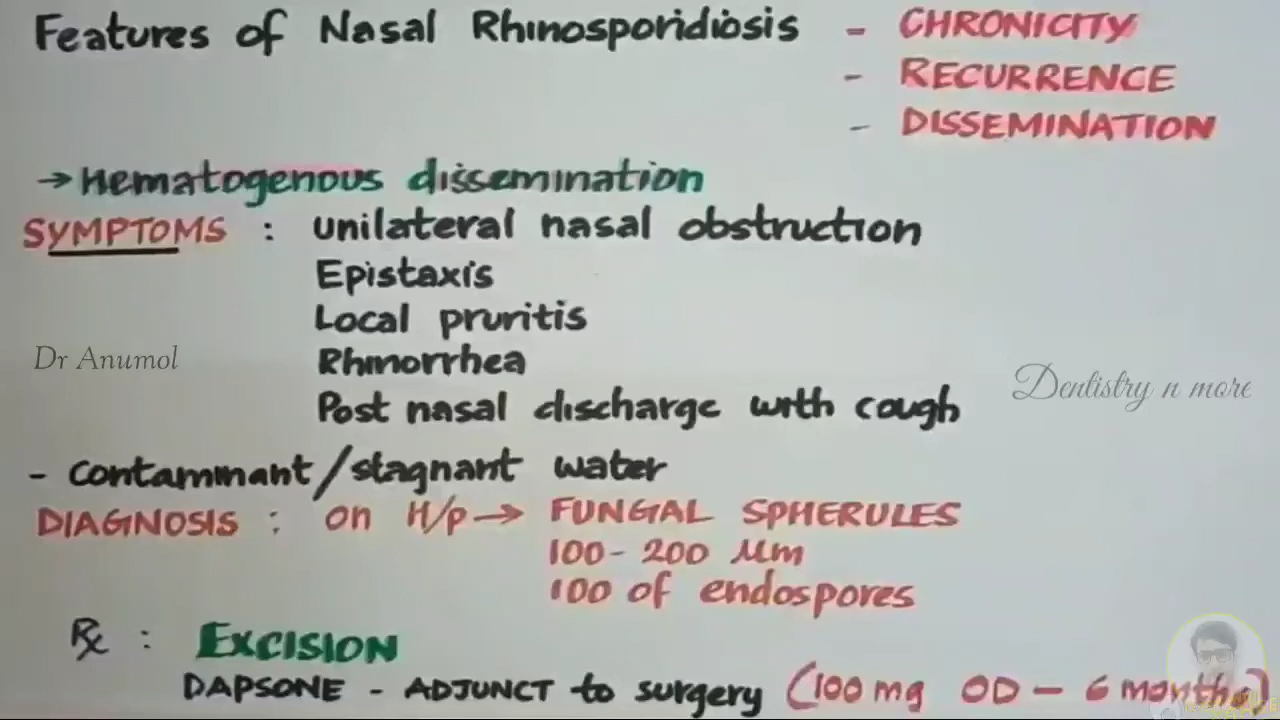 Features of Nasal Rhinosporidiosis - CHRONICITY
- RECURRENCE
- DISSEMINATION
→ Hematogenous dissemination
SYMPTOMS : Unilateral nasal obstruction
Epistaxis
Local pruritis
Rhinorrhea
Dr Anumol
Dentistry n more
Post nasal discharge with cough
- Contaminant/stagnant water
DIAGNOSIS : on H/p → FUNGAL SPHERULES
100 - 200 μm
100 of endospores
Rx : EXCISION
DAPSONE - ADJUNCT to surgery (100 mg OD - 6 months)